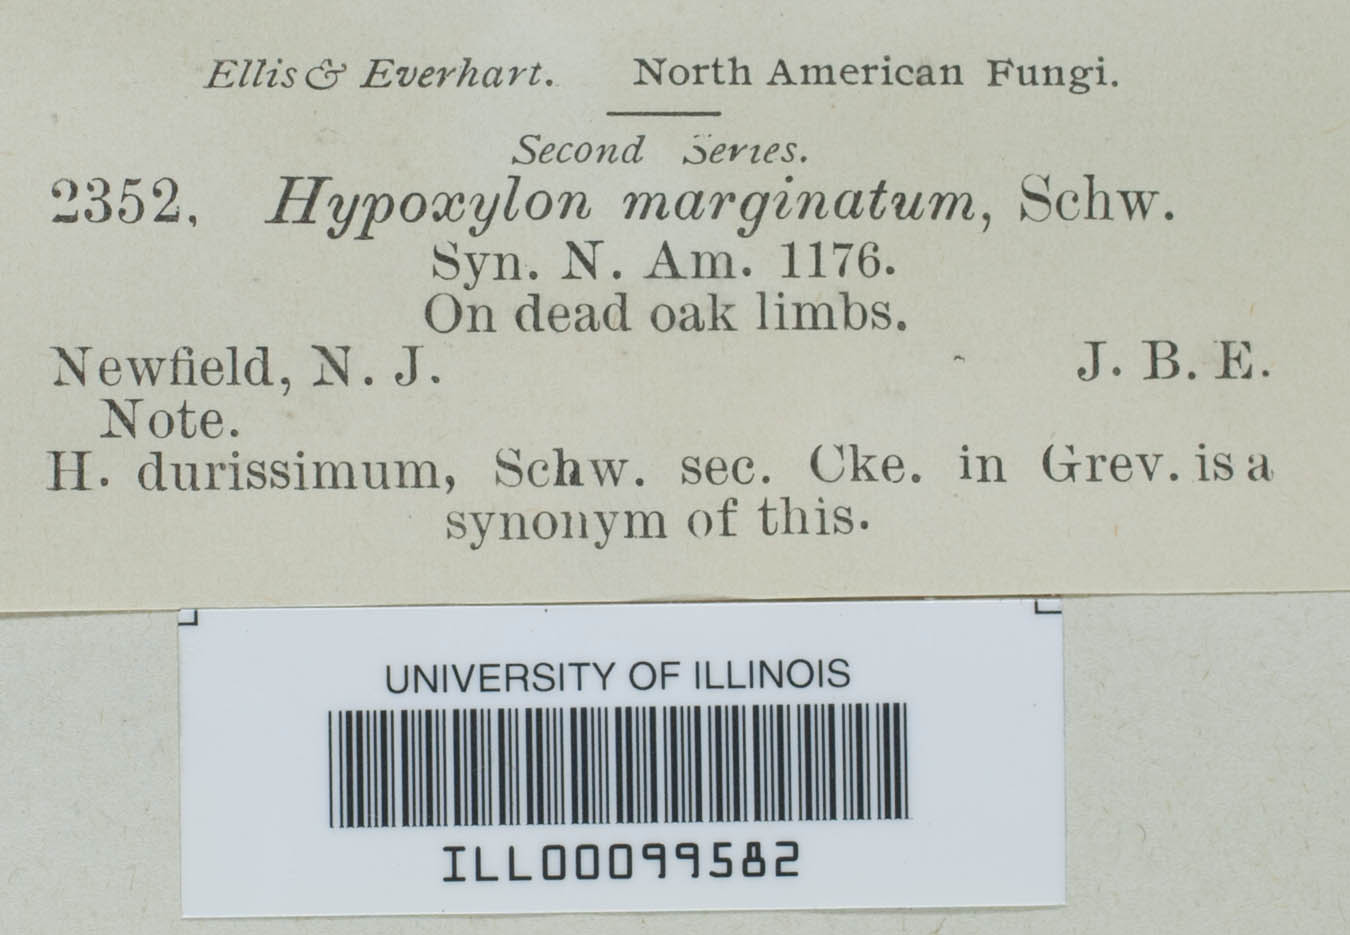 Ellis & Everhart. North American Fungi.
Second Series.
2352, Hypoxylon marginatum, Schw.
Syn. N. Am. 1176.
On dead oak limbs.
Newfield, N. J. J. B. E.
Note.
H. durissimum, Schw. sec. Cke. in Grev. is a
synonym of this.
UNIVERSITY OF ILLINOIS
ILL00099582